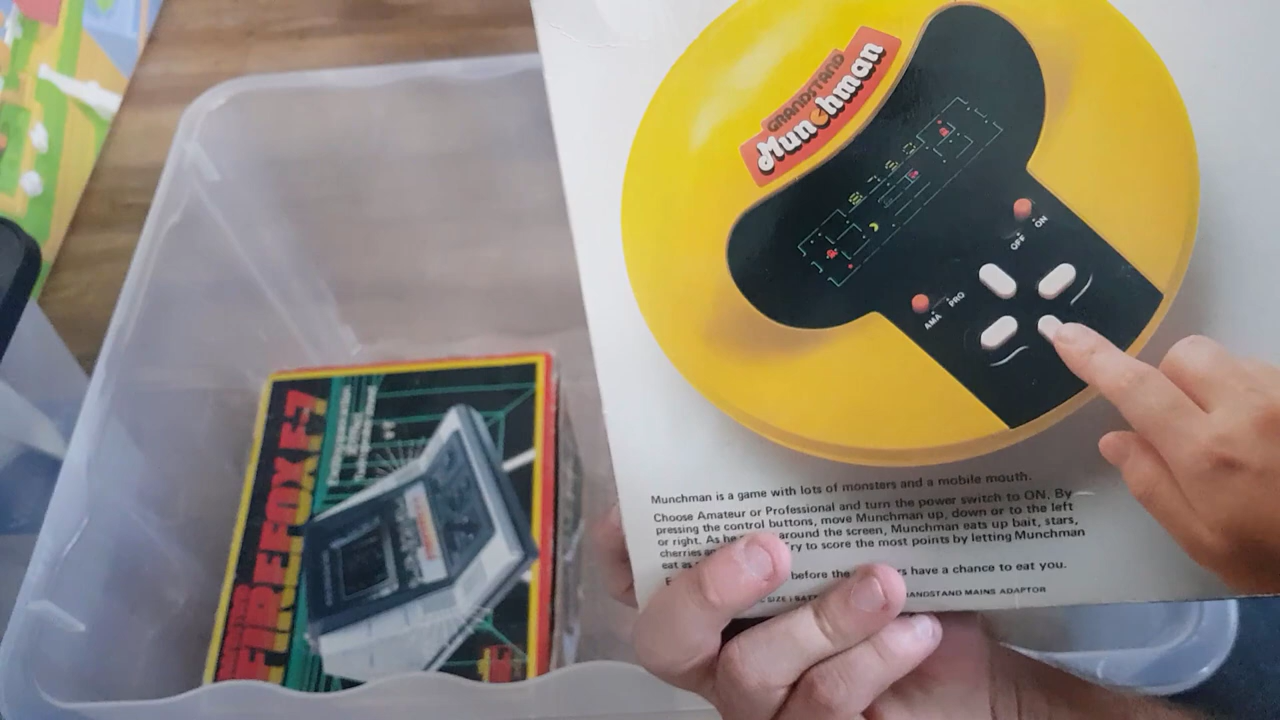 GRANDSTAND
Munchman
OFF ON
AMA PRO
FIREFOX F-7
Munchman is a game with lots of monsters and a mobile mouth.
Choose Amateur or Professional and turn the power switch to ON. By
pressing the control buttons, move Munchman up, down or to the left
or right. As he around the screen, Munchman eats up bait, stars,
cherries try to score the most points by letting Munchman
eat as
before the have a chance to eat you.
SIZE GRANDSTAND MAINS ADAPTOR